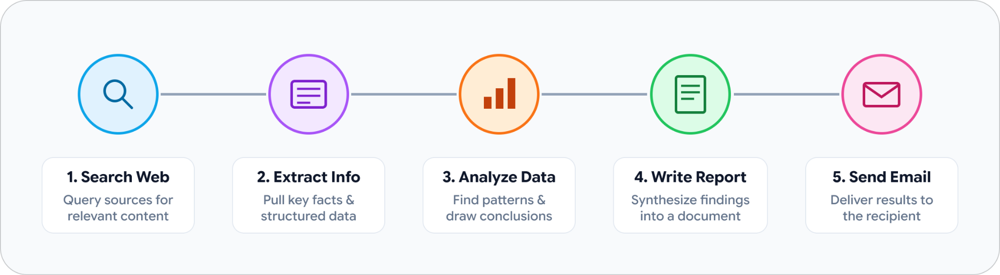 1. Search Web
Query sources for
relevant content
2. Extract Info
Pull key facts &
structured data
3. Analyze Data
Find patterns &
draw conclusions
4. Write Report
Synthesize findings
into a document
5. Send Email
Deliver results to
the recipient